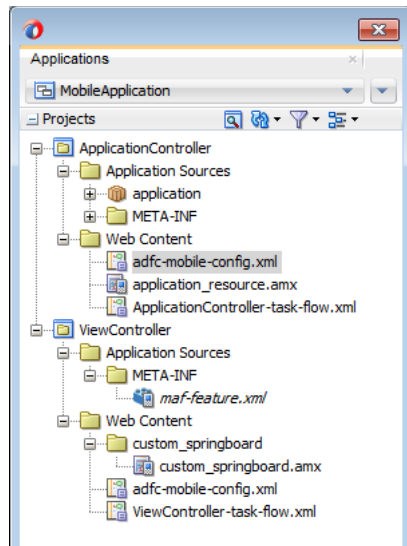 Applications
MobileApplication
Projects
ApplicationController
Application Sources
application
META-INF
Web Content
adfc-mobile-config.xml
application_resource.amx
ApplicationController-task-flow.xml
ViewController
Application Sources
META-INF
maf-feature.xml
Web Content
custom_springboard
custom_springboard.amx
adfc-mobile-config.xml
ViewController-task-flow.xml